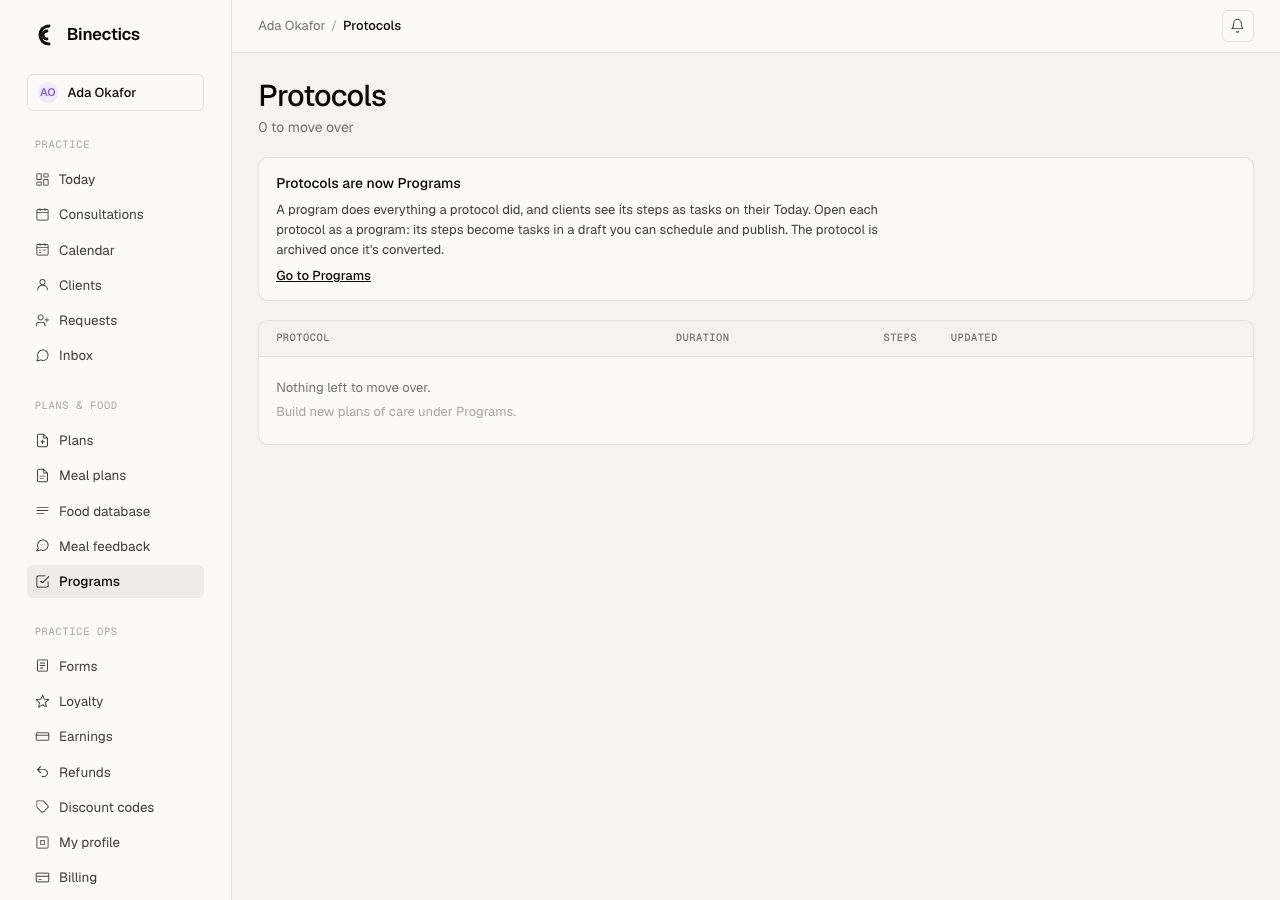 Binectics
AO Ada Okafor
PRACTICE
Today
Consultations
Calendar
Clients
Requests
Inbox
PLANS & FOOD
Plans
Meal plans
Food database
Meal feedback
Programs
PRACTICE OPS
Forms
Loyalty
Earnings
Refunds
Discount codes
My profile
Billing
Ada Okafor / Protocols
Protocols
0 to move over
Protocols are now Programs
A program does everything a protocol did, and clients see its steps as tasks on their Today. Open each
protocol as a program: its steps become tasks in a draft you can schedule and publish. The protocol is
archived once it's converted.
Go to Programs
PROTOCOL DURATION STEPS UPDATED
Nothing left to move over.
Build new plans of care under Programs.